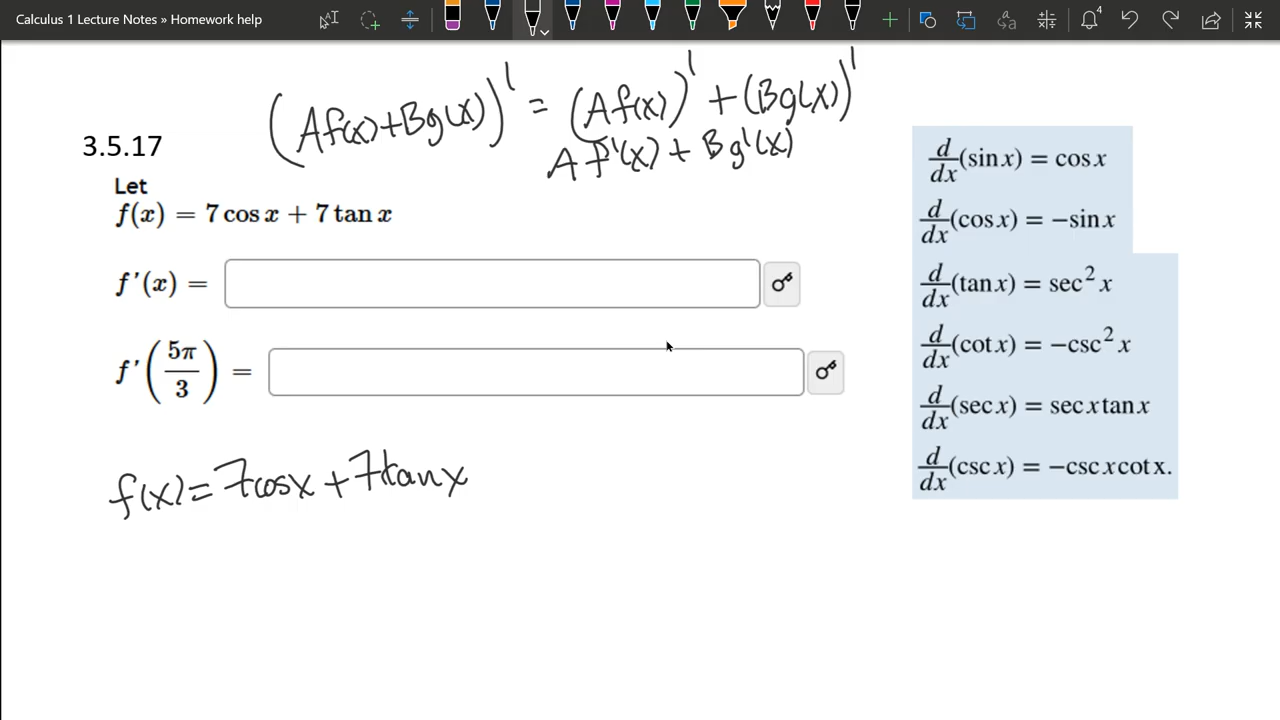 Calculus 1 Lecture Notes » Homework help
4
(Af(x)+Bg(x))' = (Af(x))' + (Bg(x))'
Af'(x) + Bg'(x)
3.5.17
Let
f(x) = 7 cos x + 7 tan x
f'(x) =
f'(5π/3) =
f(x)=7cosx+7tanx
d/dx(sin x) = cos x
d/dx(cos x) = −sin x
d/dx(tan x) = sec² x
d/dx(cot x) = −csc² x
d/dx(sec x) = sec x tan x
d/dx(csc x) = −csc x cot x.